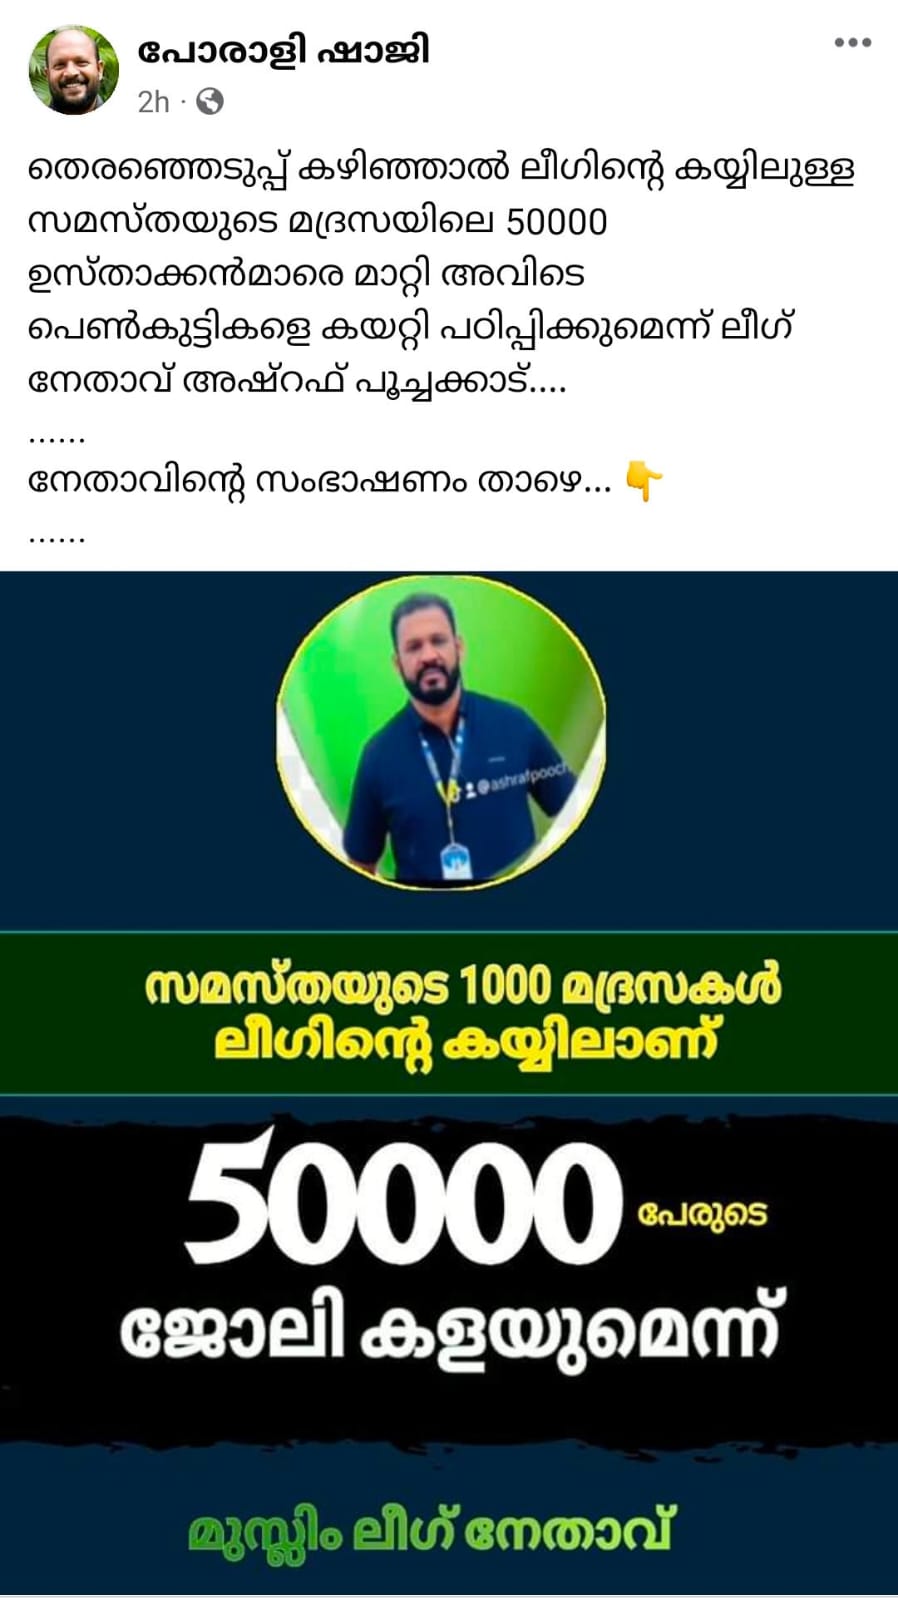 പോരാളി ഷാജി
2h ·
തെരഞ്ഞെടുപ്പ് കഴിഞ്ഞാൽ ലീഗിന്റെ കയ്യിലുള്ള
സമസ്തയുടെ മദ്രസയിലെ 50000
ഉസ്താക്കൻമാരെ മാറ്റി അവിടെ
പെൺകുട്ടികളെ കയറ്റി പഠിപ്പിക്കുമെന്ന് ലീഗ്
നേതാവ് അഷ്റഫ് പൂച്ചക്കാട്....
......
നേതാവിന്റെ സംഭാഷണം താഴെ... 👇
......
@ashrafpooch
സമസ്തയുടെ 1000 മദ്രസകൾ
ലീഗിന്റെ കയ്യിലാണ്
50000 പേരുടെ
ജോലി കളയുമെന്ന്
മുസ്ലിം ലീഗ് നേതാവ്